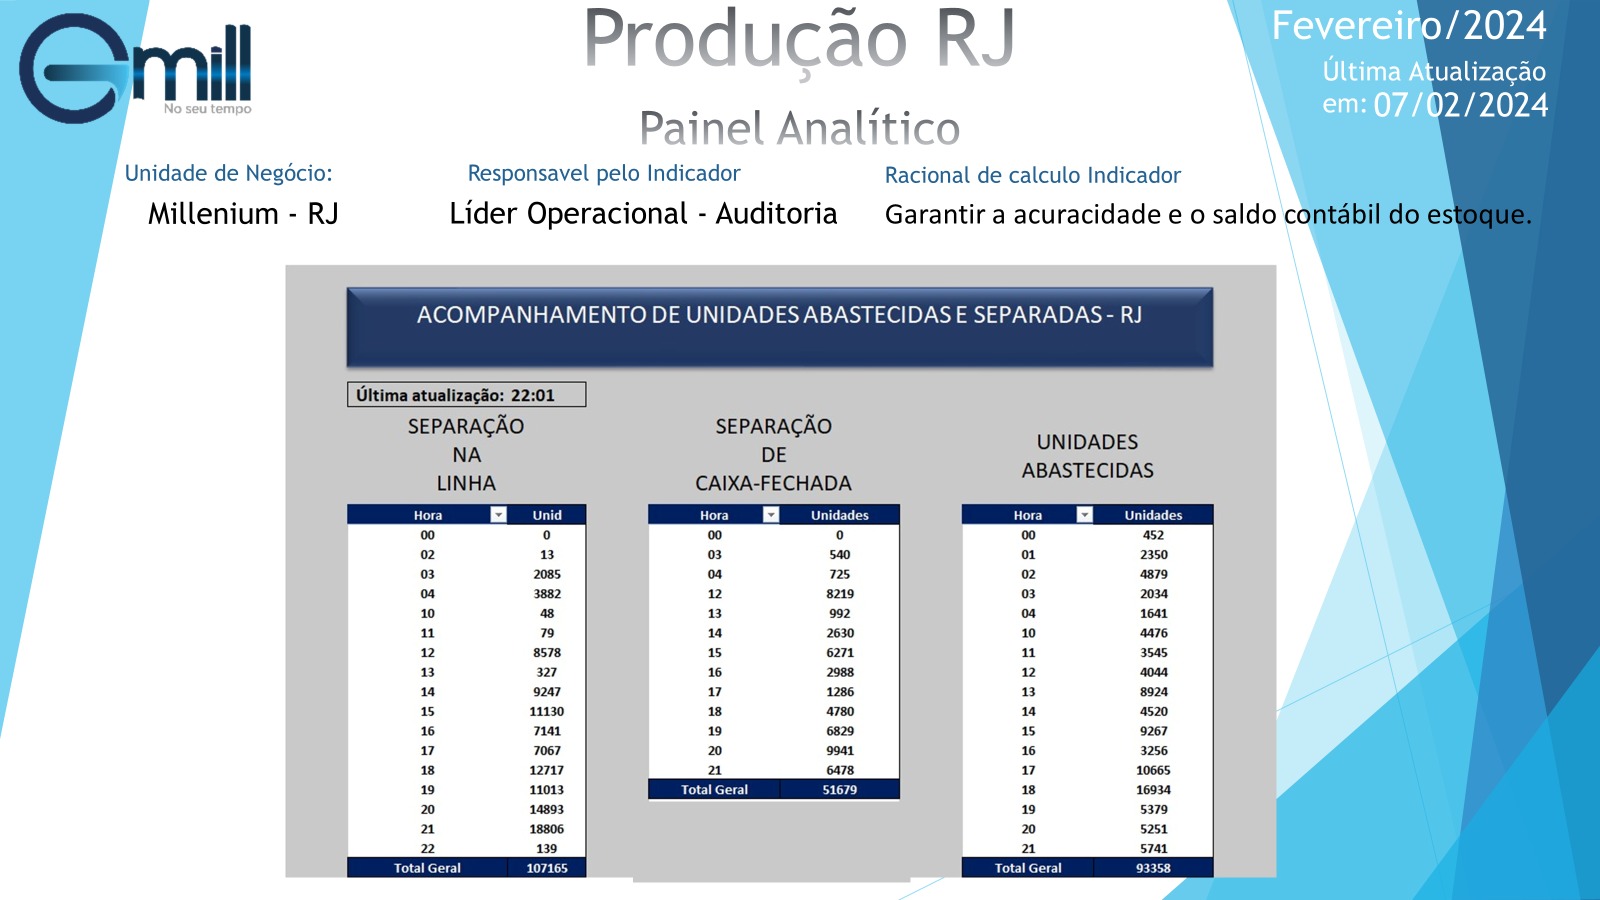 Gmill
No seu tempo
Produção RJ
Painel Analítico
Fevereiro/2024
Última Atualização
em: 07/02/2024
Unidade de Negócio:
Millenium - RJ
Responsavel pelo Indicador
Líder Operacional - Auditoria
Racional de calculo Indicador
Garantir a acuracidade e o saldo contábil do estoque.
ACOMPANHAMENTO DE UNIDADES ABASTECIDAS E SEPARADAS - RJ
Última atualização: 22:01
SEPARAÇÃO
NA
LINHA
Hora Unid
00 0
02 13
03 2085
04 3882
10 48
11 79
12 8578
13 327
14 9247
15 11130
16 7141
17 7067
18 12717
19 11013
20 14893
21 18806
22 139
Total Geral 107165
SEPARAÇÃO
DE
CAIXA-FECHADA
Hora Unidades
00 0
03 540
04 725
12 8219
13 992
14 2630
15 6271
16 2988
17 1286
18 4780
19 6829
20 9941
21 6478
Total Geral 51679
UNIDADES
ABASTECIDAS
Hora Unidades
00 452
01 2350
02 4879
03 2034
04 1641
10 4476
11 3545
12 4044
13 8924
14 4520
15 9267
16 3256
17 10665
18 16934
19 5379
20 5251
21 5741
Total Geral 93358